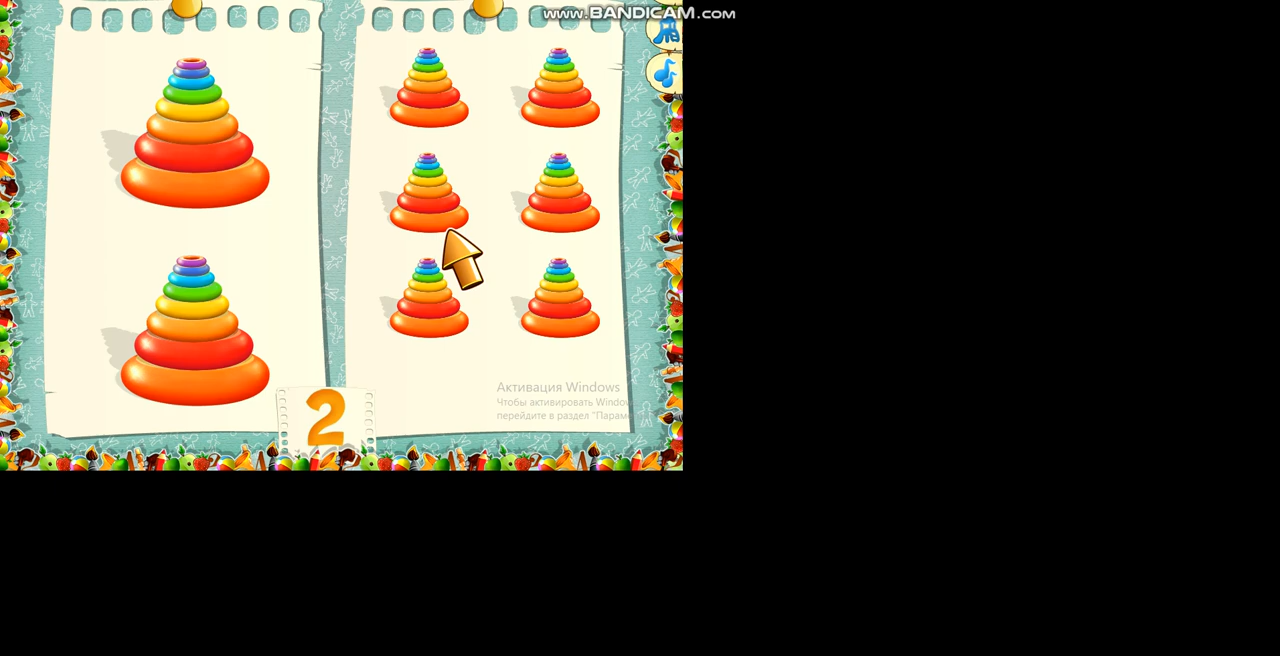 www.BANDICAM.com
Активация Windows
Чтобы активировать Window
перейдите в раздел "Парам
2